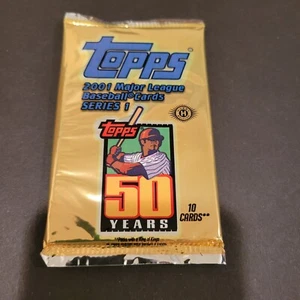 Topps
2001 Major League
Baseball® Cards
SERIES 1
H
Topps
50
YEARS
10
CARDS**